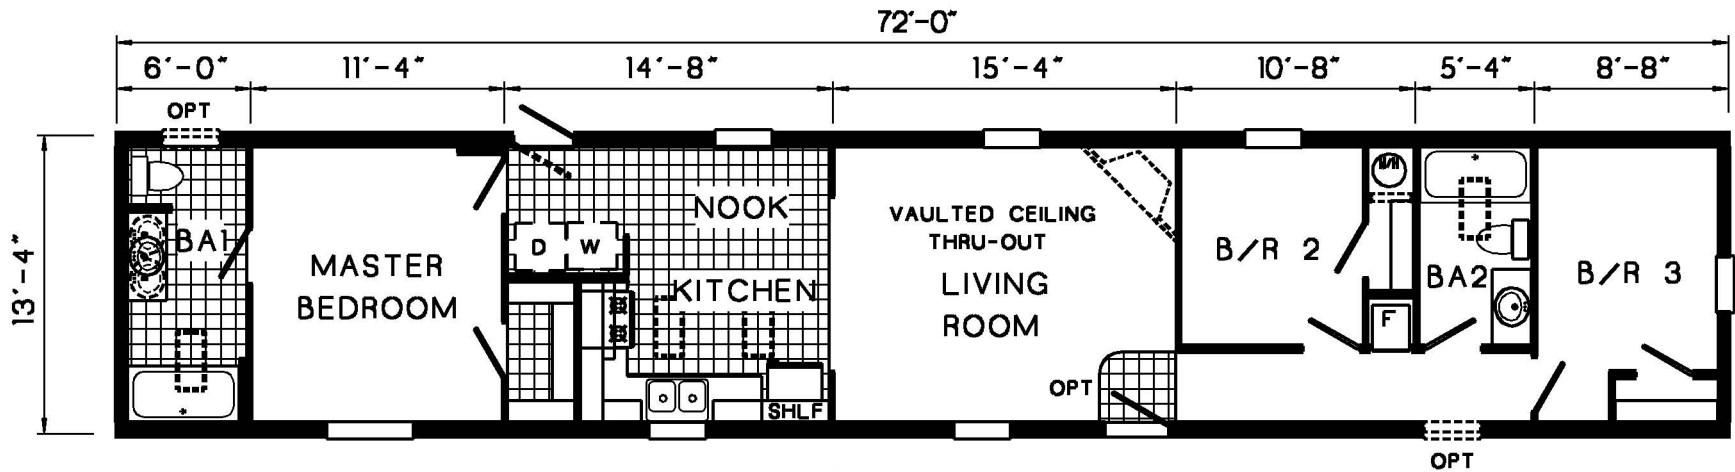 72'-0"
6'-0" 11'-4" 14'-8" 15'-4" 10'-8" 5'-4" 8'-8"
OPT
13'-4"
BA1
MASTER
BEDROOM
D W
NOOK
KITCHEN
SHLF
VAULTED CEILING
THRU-OUT
LIVING
ROOM
OPT
B/R 2
F
BA2
B/R 3
OPT